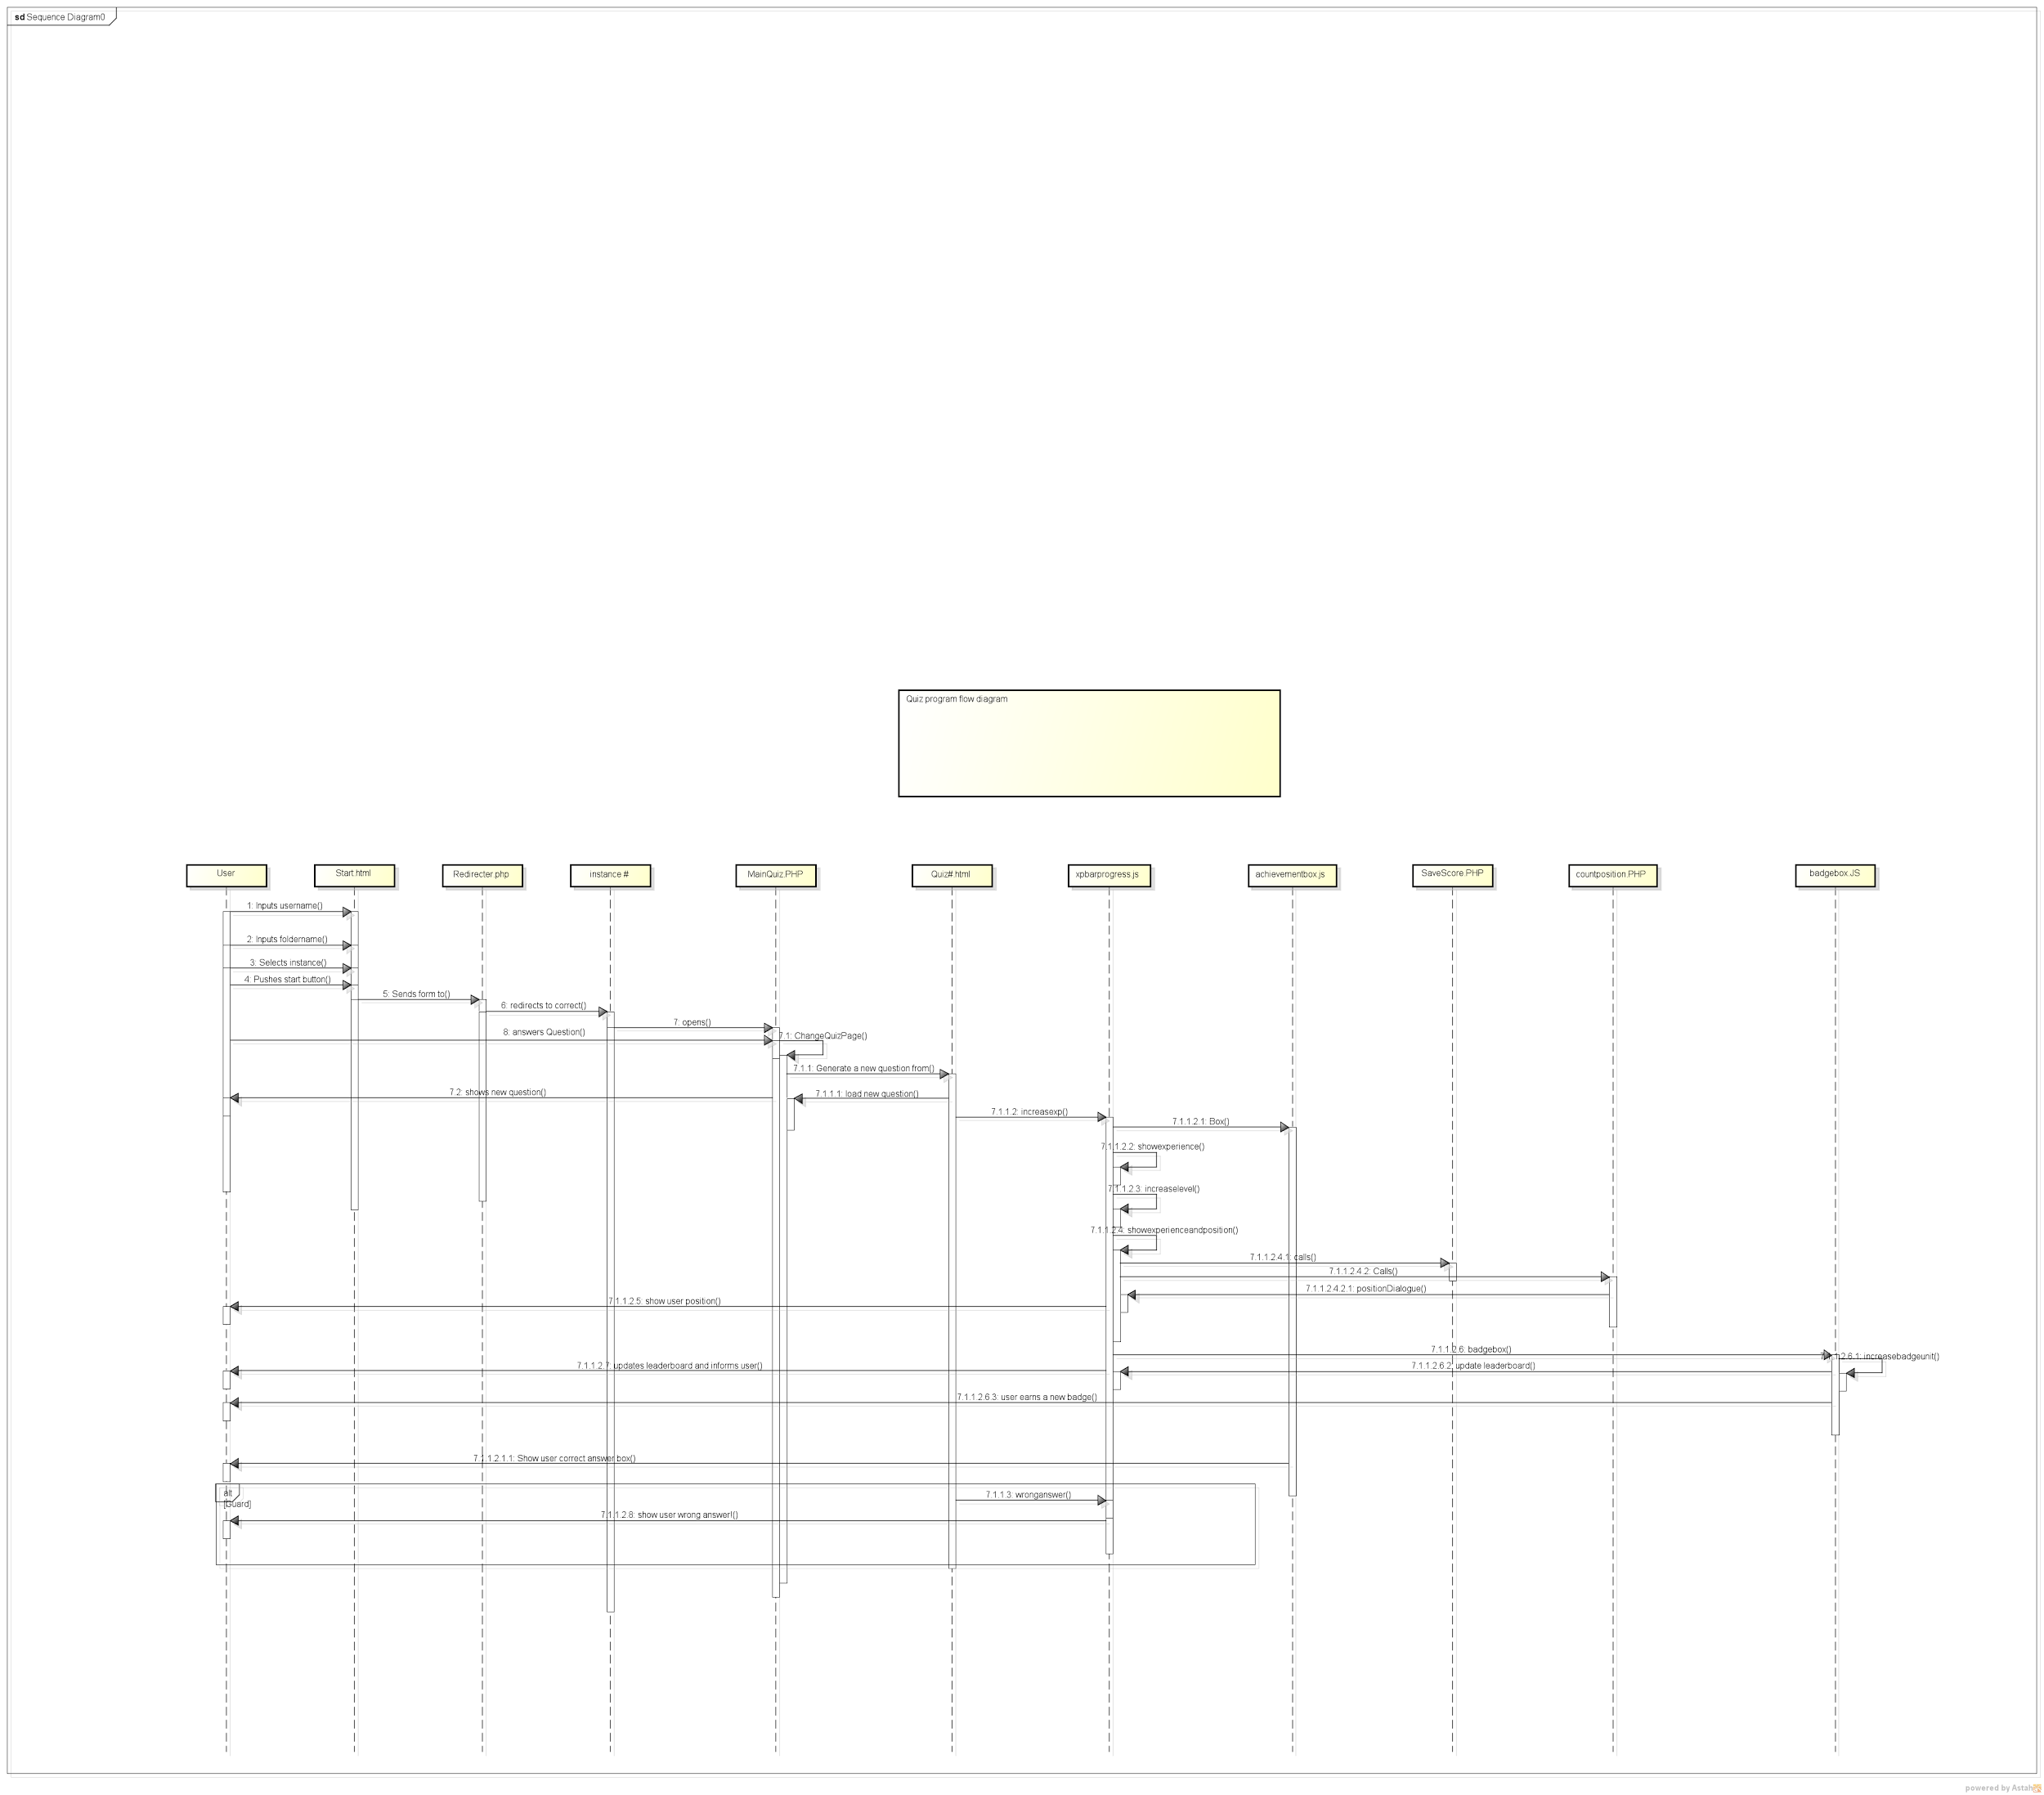 sd Sequence Diagram0
Quiz program flow diagram
User
Start.html
Redirecter.php
instance #
MainQuiz.PHP
Quiz#.html
xpbarprogress.js
achievementbox.js
SaveScore.PHP
countposition.PHP
badgebox.JS
1: Inputs username()
2: Inputs foldername()
3: Selects instance()
4: Pushes start button()
5: Sends form to()
6: redirects to correct()
7: opens()
8: answers Question()
7.1: ChangeQuizPage()
7.1.1: Generate a new question from()
7.2: shows new question()
7.1.1.1: load new question()
7.1.1.2: increasexp()
7.1.1.2.1: Box()
7.1.1.2.2: showexperience()
7.1.1.2.3: increaselevel()
7.1.1.2.4: showexperienceandposition()
7.1.1.2.4.1: calls()
7.1.1.2.4.2: Calls()
7.1.1.2.4.2.1: positionDialogue()
7.1.1.2.5: show user position()
7.1.1.2.6: badgebox()
7.1.1.2.6.1: increasebadgeunit()
7.1.1.2.7: updates leaderboard and informs user()
7.1.1.2.6.2: update leaderboard()
7.1.1.2.6.3: user earns a new badge()
7.1.1.2.1.1: Show user correct answer box()
alt
[Guard]
7.1.1.3: wronganswer()
7.1.1.2.8: show user wrong answer!()
powered by Astah